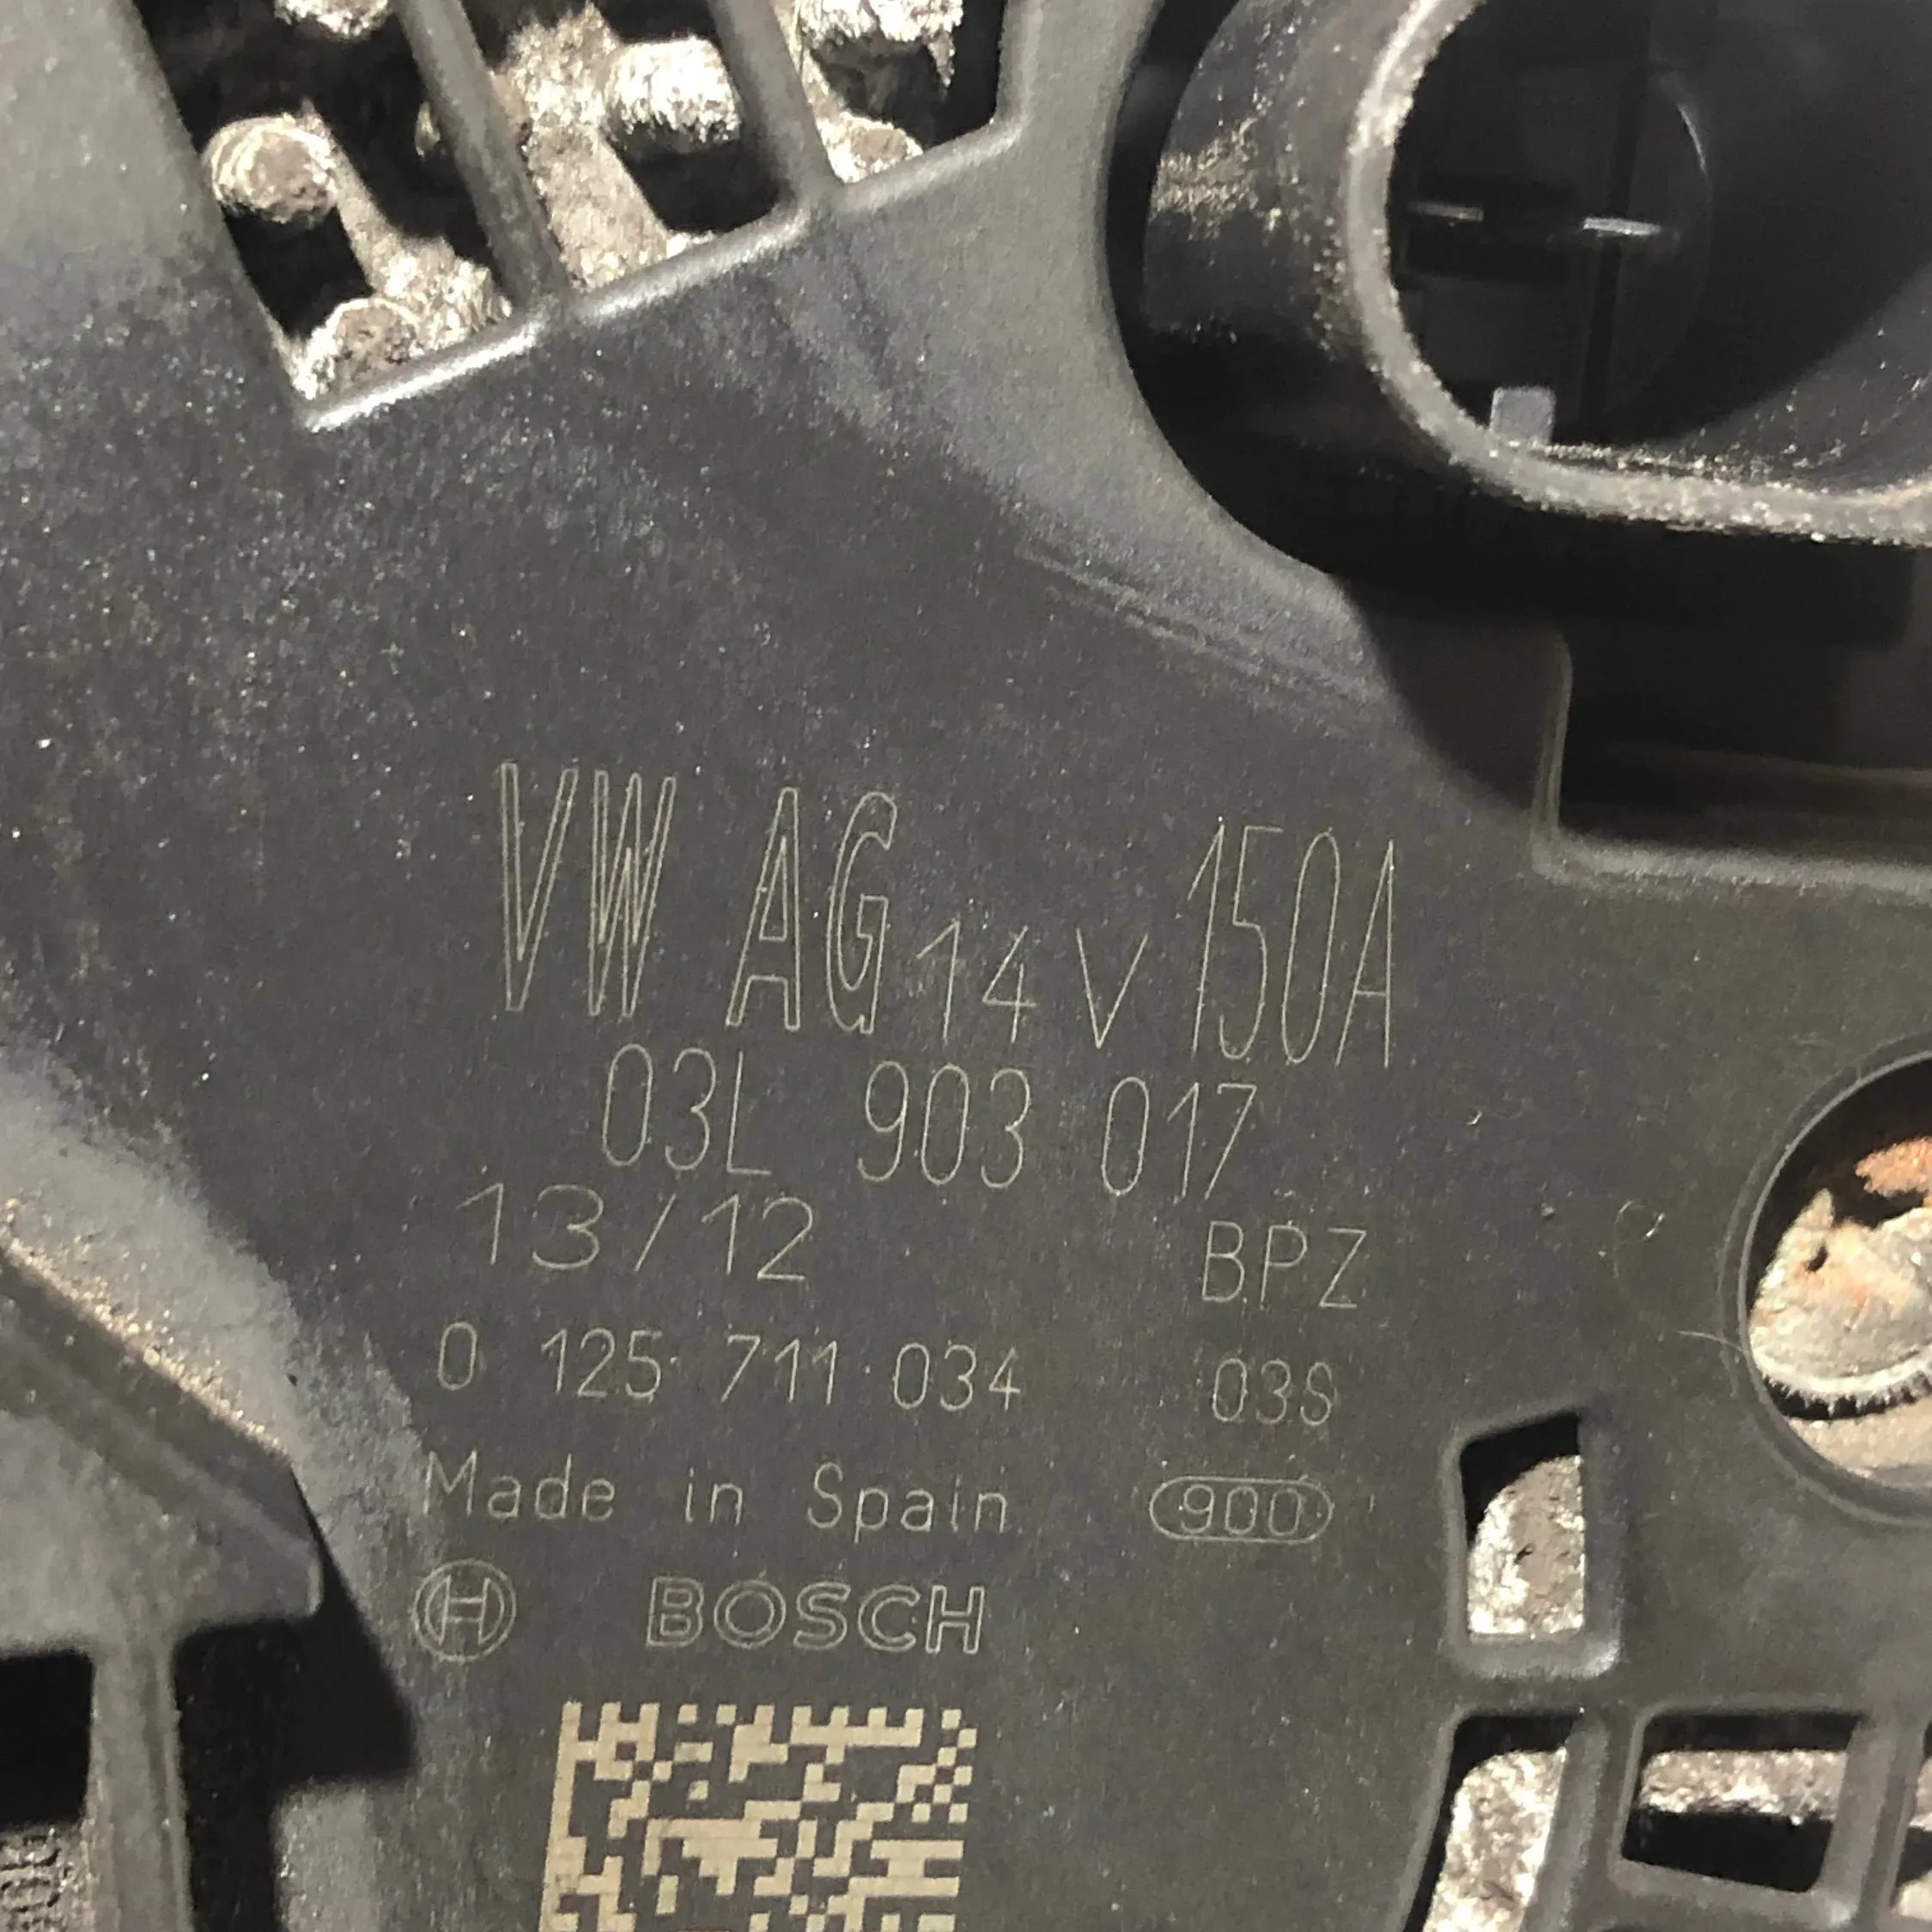 VW AG 14 V 150A
03L 903 017
13/12 BPZ
0 125 711 034 03S
Made in Spain 900
BOSCH